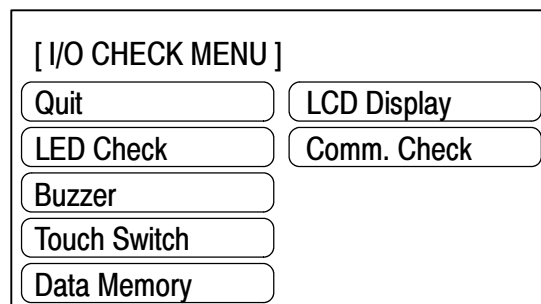 [ I/O CHECK MENU ]
Quit
LED Check
Buzzer
Touch Switch
Data Memory
LCD Display
Comm. Check